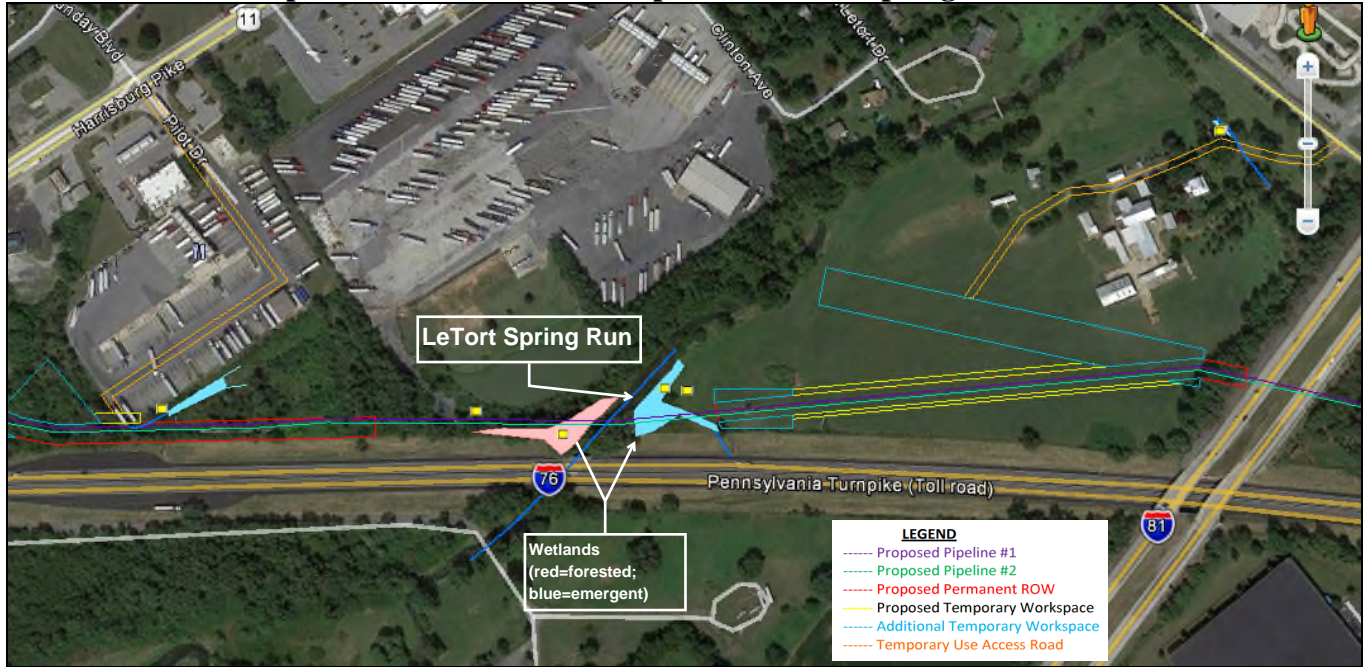 11
unday Blvd
Harrisburg Pike
Pilot Dr
Clinton Ave
Letort Dr
LeTort Spring Run
76
Pennsylvania Turnpike (Toll road)
81
Wetlands
(red=forested;
blue=emergent)
LEGEND
Proposed Pipeline #1
Proposed Pipeline #2
Proposed Permanent ROW
Proposed Temporary Workspace
Additional Temporary Workspace
Temporary Use Access Road